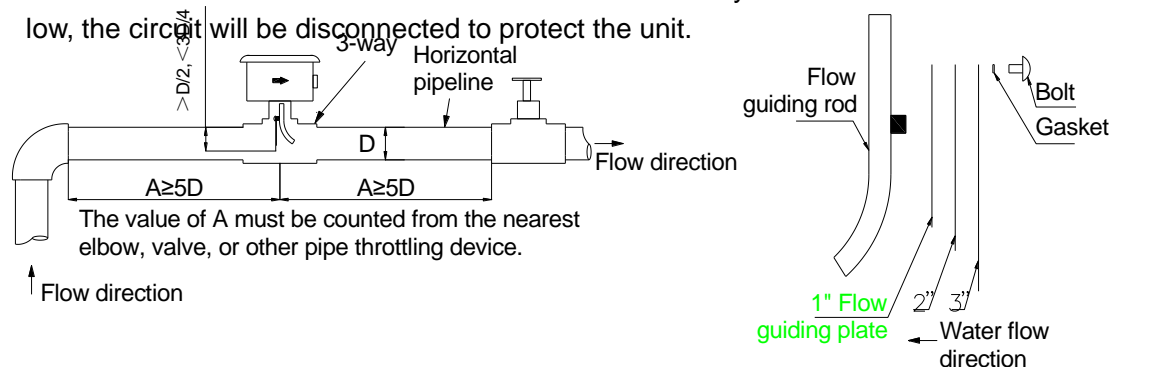 low, the circuit will be disconnected to protect the unit.
>D/2, <3D/4
3-way
Horizontal
pipeline
D
Flow direction
A≥5D
A≥5D
The value of A must be counted from the nearest
elbow, valve, or other pipe throttling device.
Flow direction
Flow
guiding rod
Bolt
Gasket
1" Flow
guiding plate
2"
3"
Water flow
direction